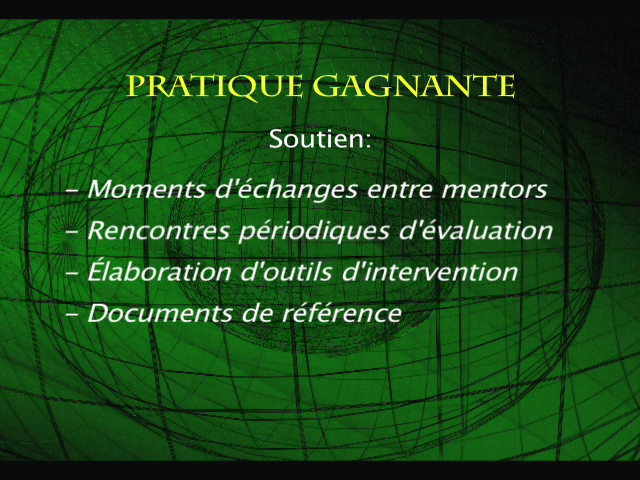 PRATIQUE GAGNANTE
Soutien:
– Moments d'échanges entre mentors
– Rencontres périodiques d'évaluation
– Élaboration d'outils d'intervention
– Documents de référence